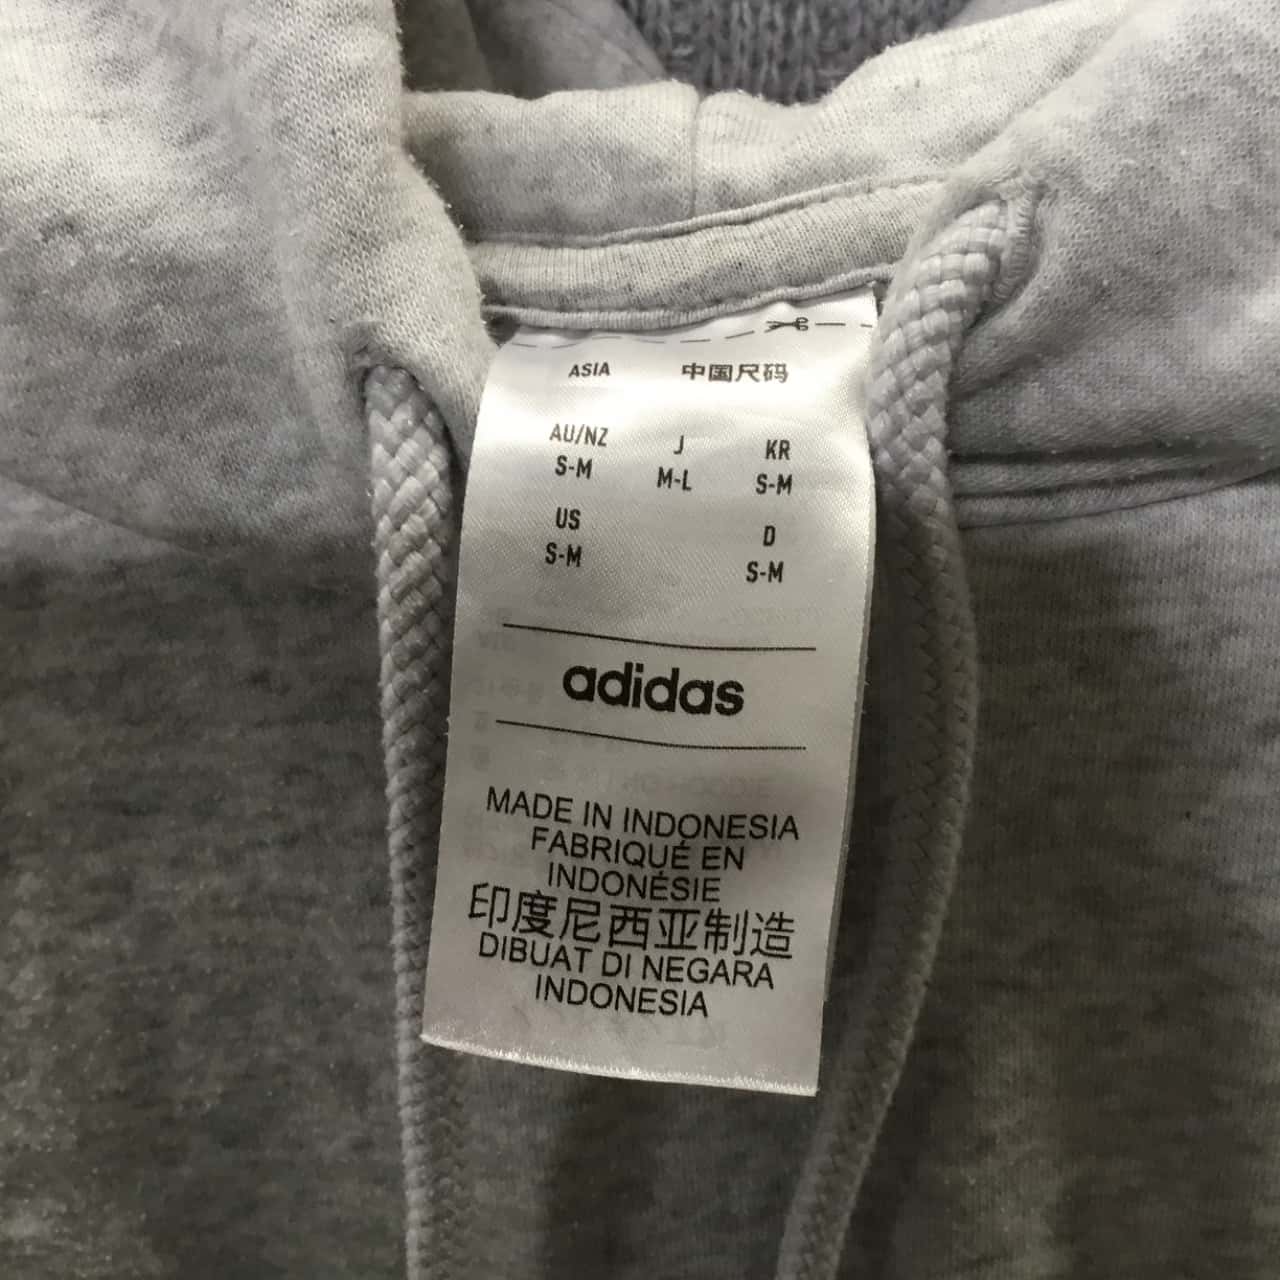 ASIA 中国尺码
AU/NZ J KR
S-M M-L S-M
US D
S-M S-M
adidas
MADE IN INDONESIA
FABRIQUÉ EN
INDONÉSIE
印度尼西亚制造
DIBUAT DI NEGARA
INDONESIA